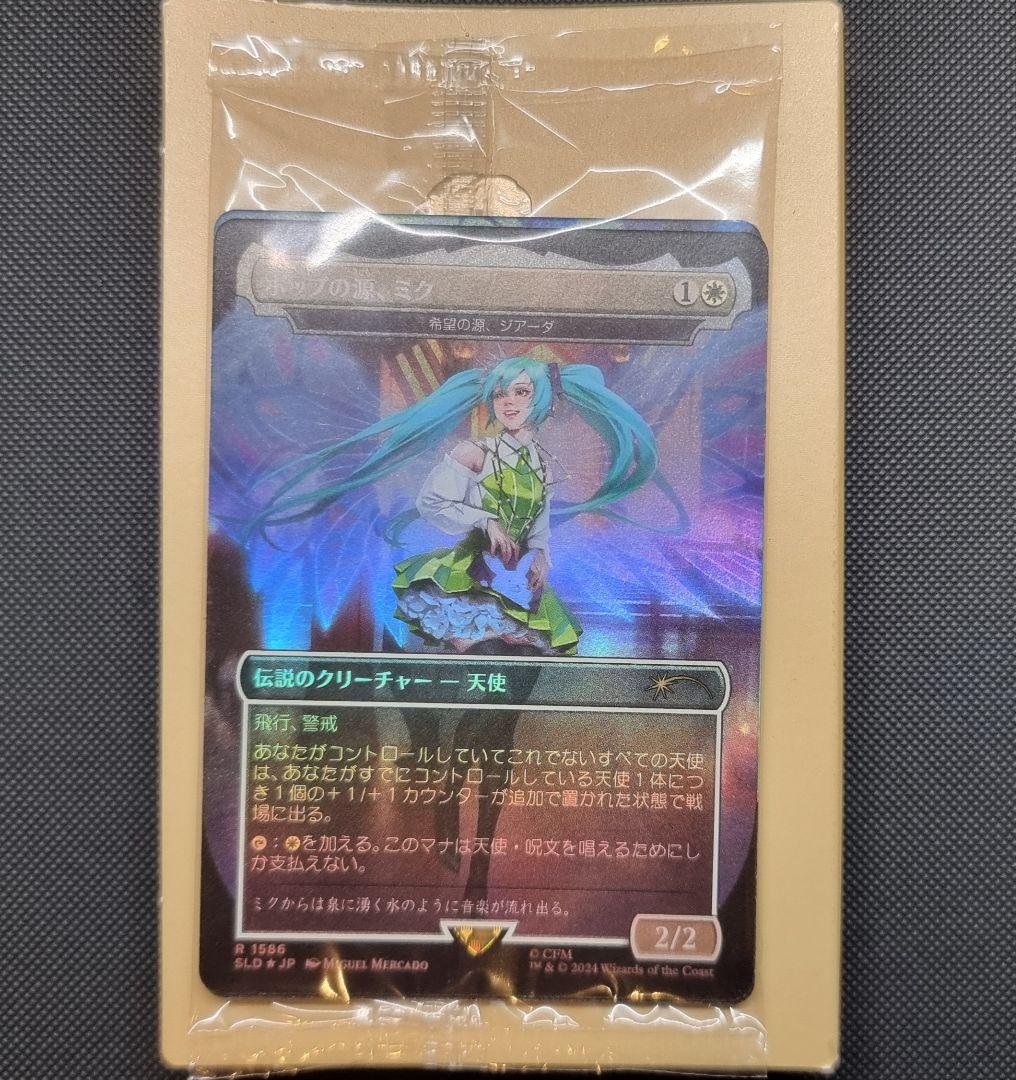 ポップの源、ミク
1
希望の源、ジアーダ
伝説のクリーチャー — 天使
飛行、警戒
あなたがコントロールしていてこれでないすべての天使
は、あなたがすでにコントロールしている天使1体につ
き1個の+1/+1カウンターが追加で置かれた状態で戦
場に出る。
:を加える。このマナは天使・呪文を唱えるためにし
か支払えない。
ミクからは泉に湧く水のように音楽が流れ出る。
2/2
R 1586
SLD★JP MIGUEL MERCADO
© CFM
™ & © 2024 Wizards of the Coast